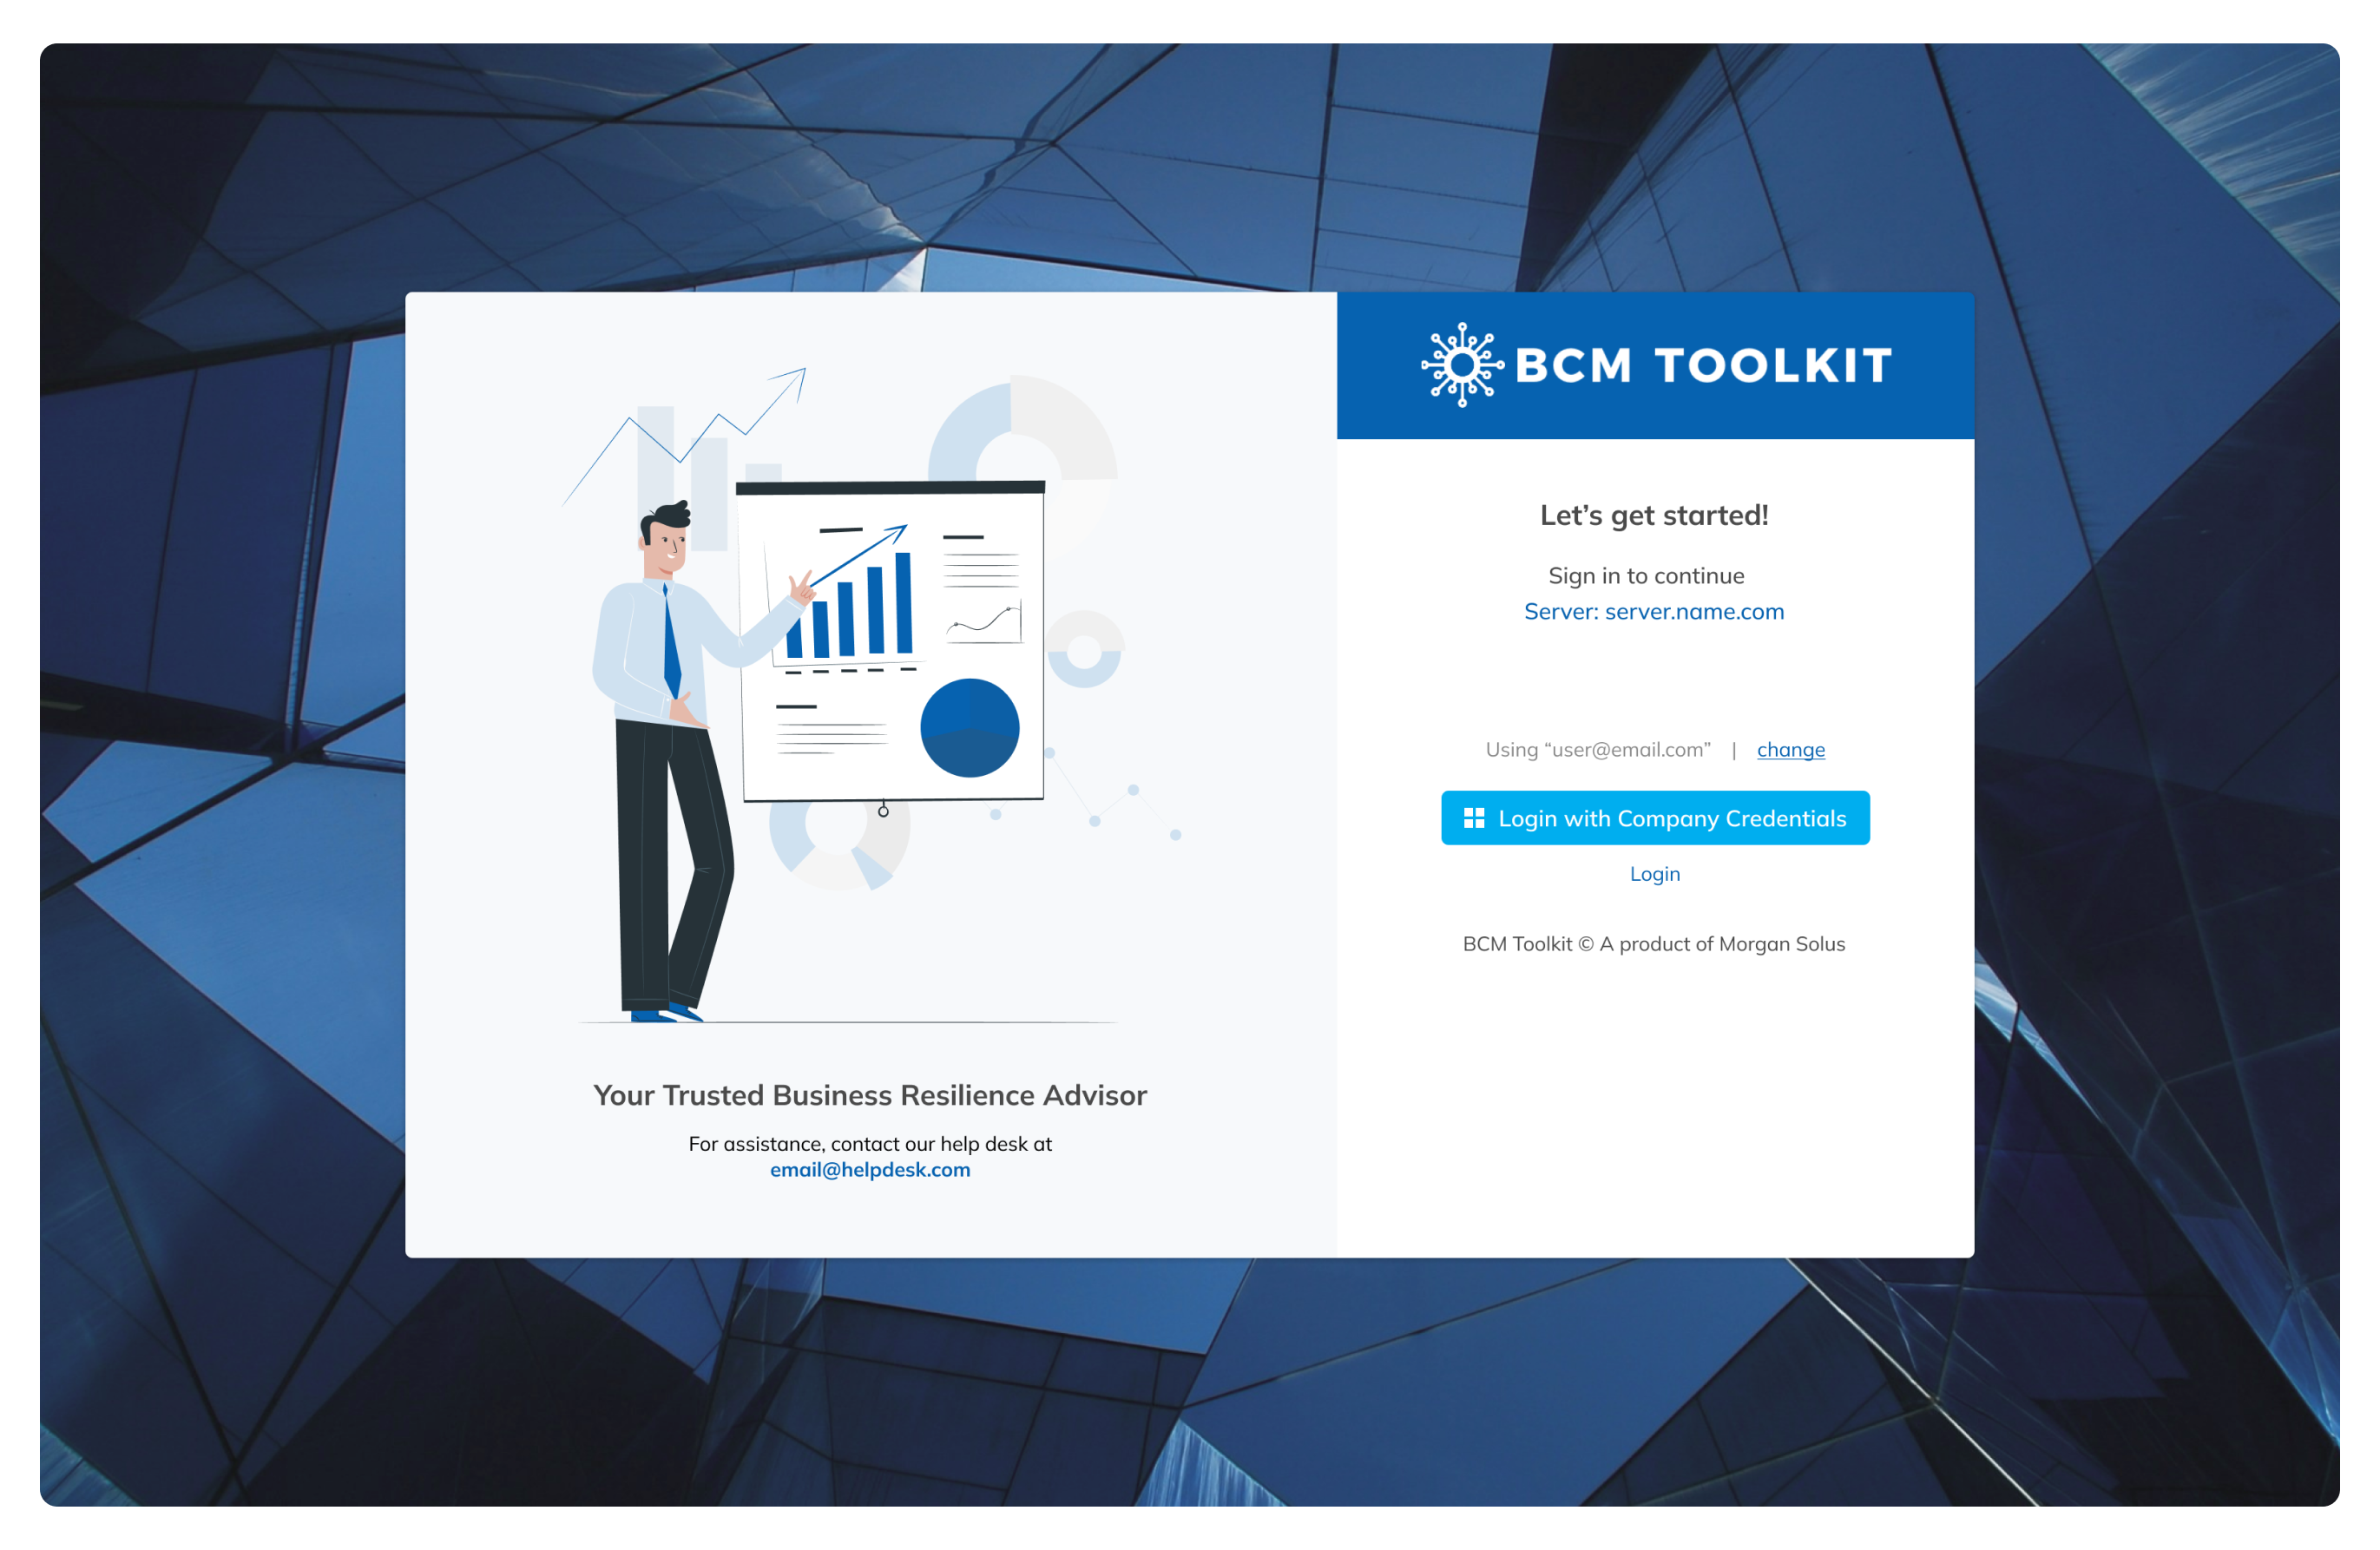 BCM TOOLKIT
Let’s get started!
Sign in to continue
Server: server.name.com
Using “user@email.com” | change
Login with Company Credentials
Login
BCM Toolkit © A product of Morgan Solus
Your Trusted Business Resilience Advisor
For assistance, contact our help desk at
email@helpdesk.com